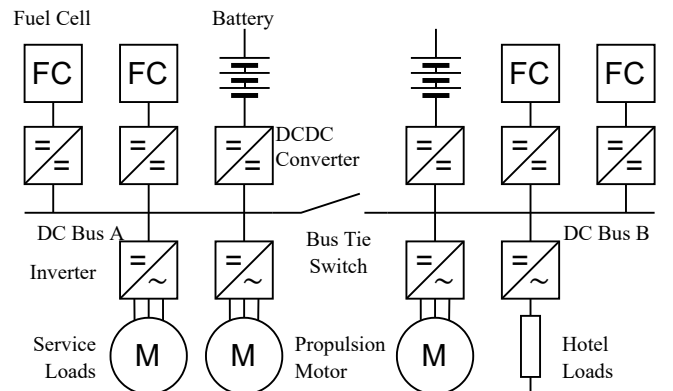 Fuel Cell
Battery
FC
FC
FC
FC
DCDC
Converter
DC Bus A
Bus Tie
Switch
DC Bus B
Inverter
Service
Loads
M
M
Propulsion
Motor
M
Hotel
Loads